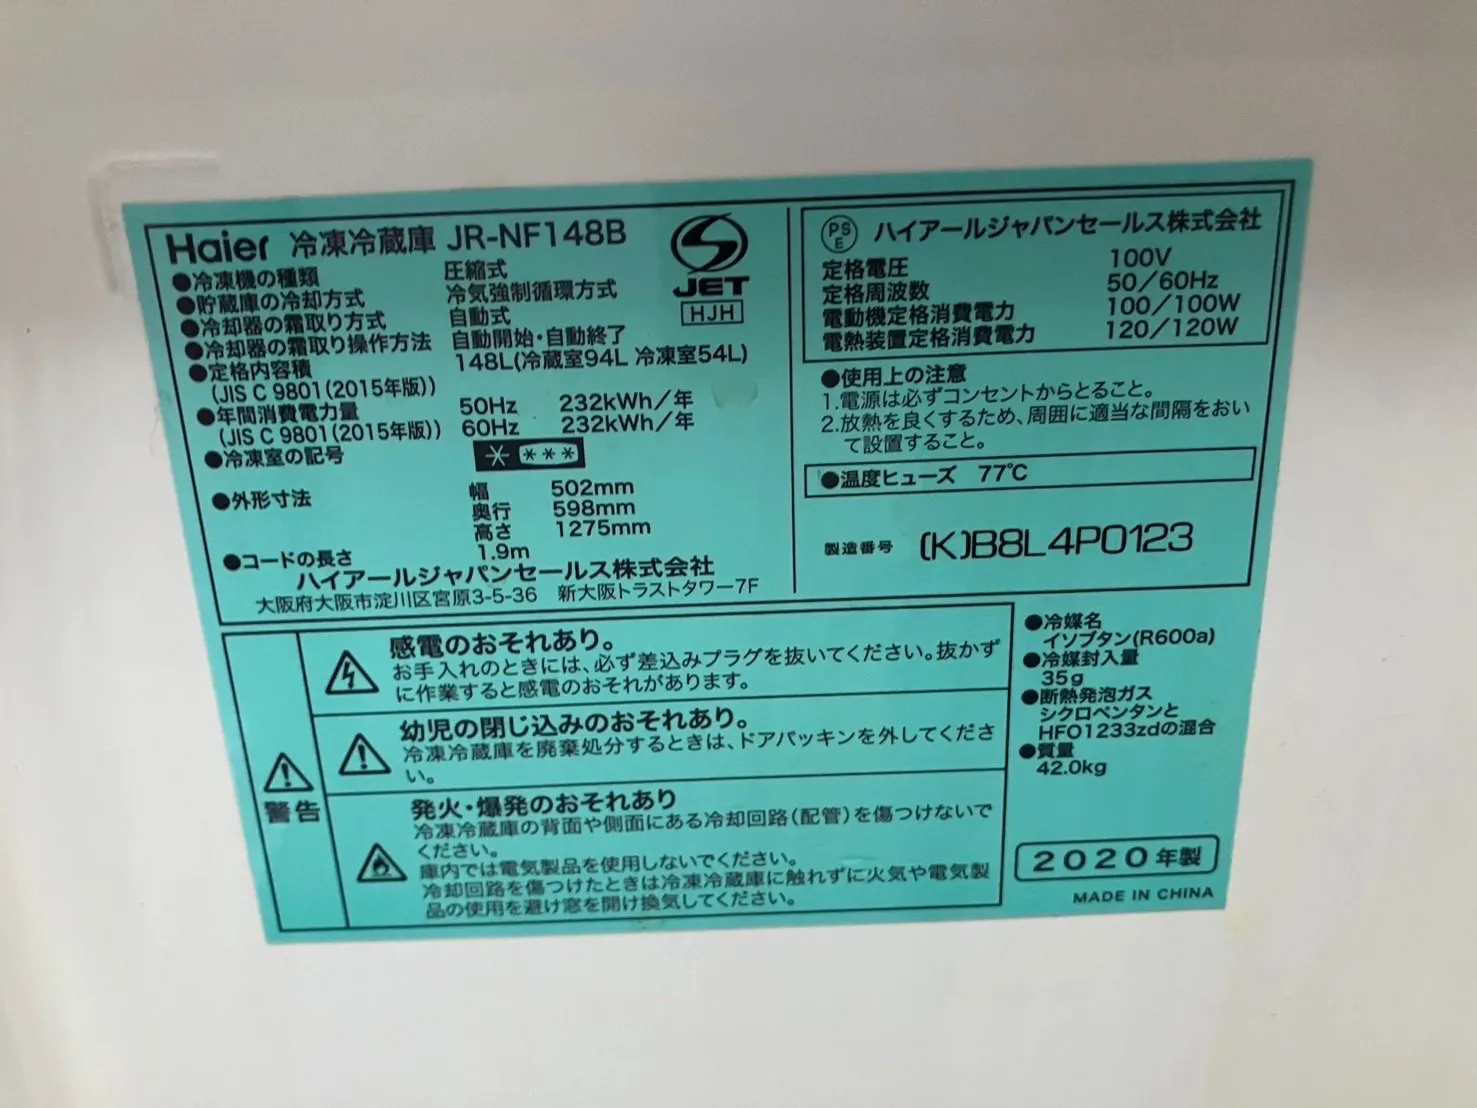 Haier 冷凍冷蔵庫 JR-NF148B
●冷凍機の種類 圧縮式
●貯蔵庫の冷却方式 冷気強制循環方式
●冷却器の霜取り方式 自動式
●冷却器の霜取り操作方法 自動開始・自動終了
●定格内容積 148L(冷蔵室94L 冷凍室54L)
(JIS C 9801(2015年版))
●年間消費電力量 50Hz 232kWh/年
(JIS C 9801(2015年版)) 60Hz 232kWh/年
●冷凍室の記号 * ***
●外形寸法 幅 502mm
奥行 598mm
高さ 1275mm
●コードの長さ 1.9m
ハイアールジャパンセールス株式会社
大阪府大阪市淀川区宮原3-5-36 新大阪トラストタワー7F
JET
HJH
PS
E
ハイアールジャパンセールス株式会社
定格電圧 100V
定格周波数 50/60Hz
電動機定格消費電力 100/100W
電熱装置定格消費電力 120/120W
●使用上の注意
1.電源は必ずコンセントからとること。
2.放熱を良くするため、周囲に適当な間隔をおい
て設置すること。
●温度ヒューズ 77℃
製造番号 (K)B8L4P0123
警告
感電のおそれあり。
お手入れのときには、必ず差込みプラグを抜いてください。抜かず
に作業すると感電のおそれがあります。
幼児の閉じ込みのおそれあり。
冷凍冷蔵庫を廃棄処分するときは、ドアパッキンを外してくださ
い。
発火・爆発のおそれあり
冷凍冷蔵庫の背面や側面にある冷却回路(配管)を傷つけないで
ください。
庫内では電気製品を使用しないでください。
冷却回路を傷つけたときは冷凍冷蔵庫に触れずに火気や電気製
品の使用を避け窓を開け換気してください。
●冷媒名
イソブタン(R600a)
●冷媒封入量
35g
●断熱発泡ガス
シクロペンタンと
HFO1233zdの混合
●質量
42.0kg
2020年製
MADE IN CHINA